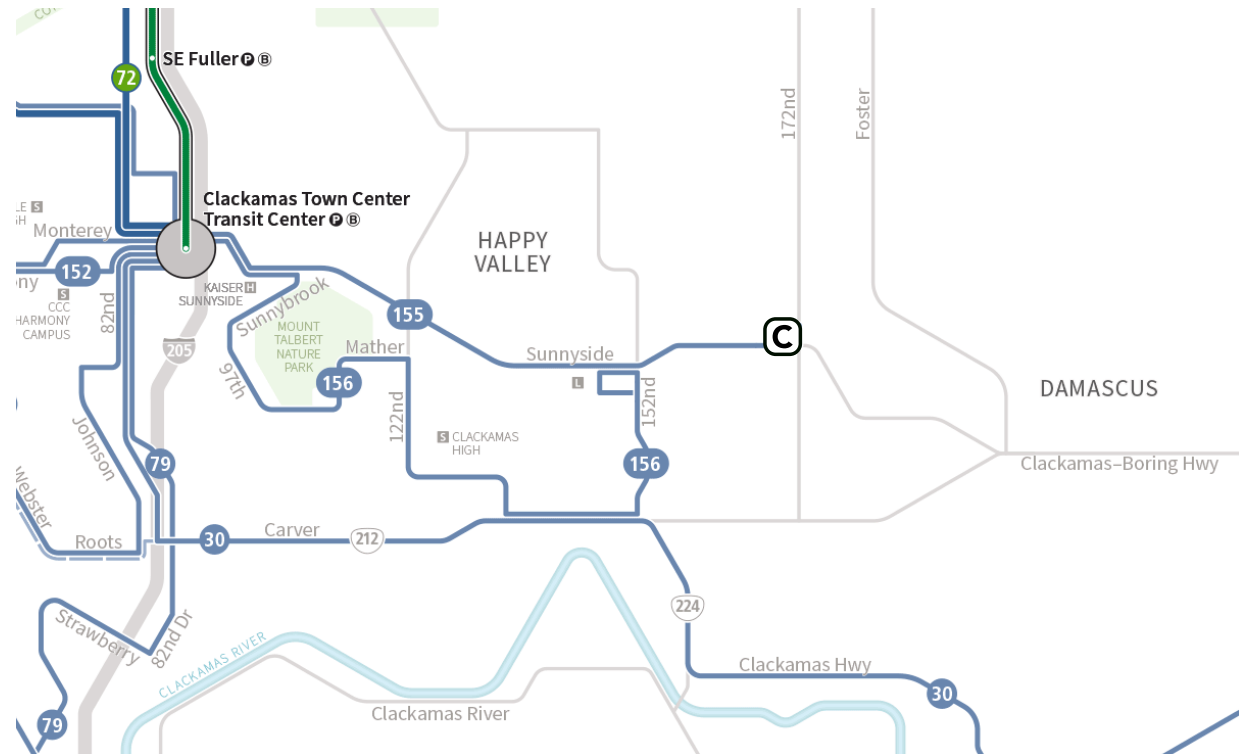 SE Fuller P B
72
172nd
Foster
Clackamas Town Center
Transit Center P B
S
Monterey
HAPPY
VALLEY
152
S
CCC
HARMONY
CAMPUS
82nd
KAISER H
SUNNYSIDE
Sunnybrook
155
C
205
MOUNT
TALBERT
NATURE
PARK
Mather
Sunnyside
97th
156
L
152nd
122nd
DAMASCUS
Johnson
S CLACKAMAS
HIGH
79
156
Clackamas–Boring Hwy
Webster
Roots
30
Carver
212
224
Strawberry
82nd Dr
CLACKAMAS RIVER
Clackamas Hwy
30
79
Clackamas River